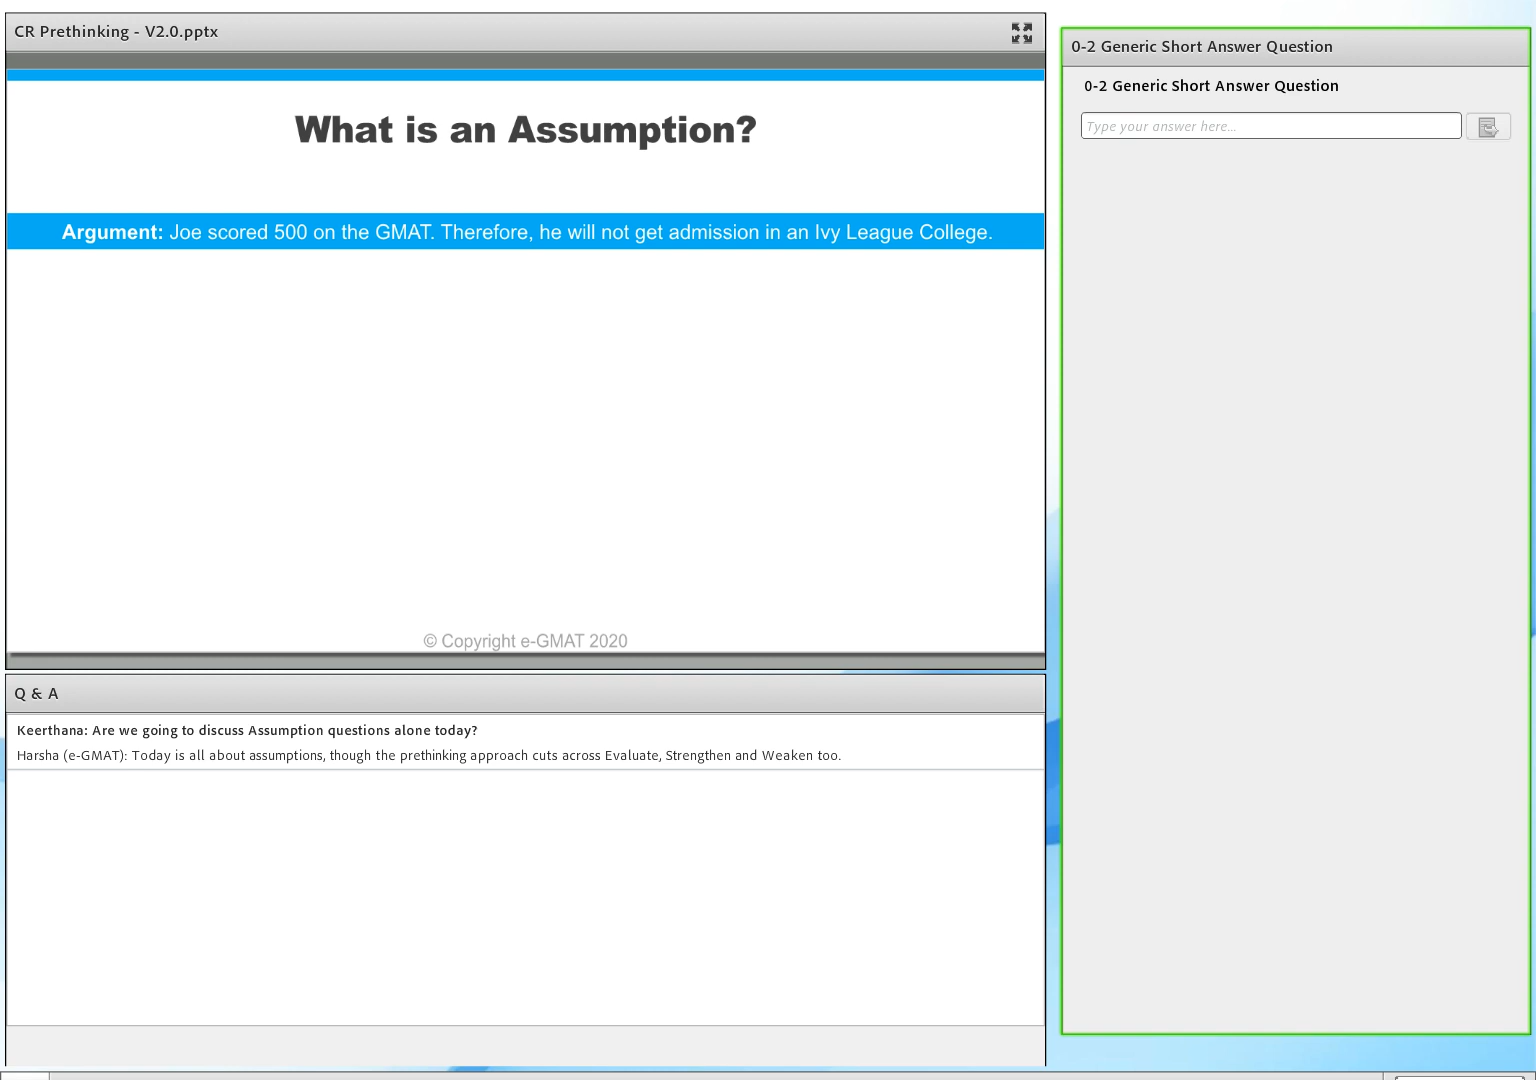 CR Prethinking - V2.0.pptx
What is an Assumption?
Argument: Joe scored 500 on the GMAT. Therefore, he will not get admission in an Ivy League College.
© Copyright e-GMAT 2020
Q & A
Keerthana: Are we going to discuss Assumption questions alone today?
Harsha (e-GMAT): Today is all about assumptions, though the prethinking approach cuts across Evaluate, Strengthen and Weaken too.
0-2 Generic Short Answer Question
0-2 Generic Short Answer Question
Type your answer here...